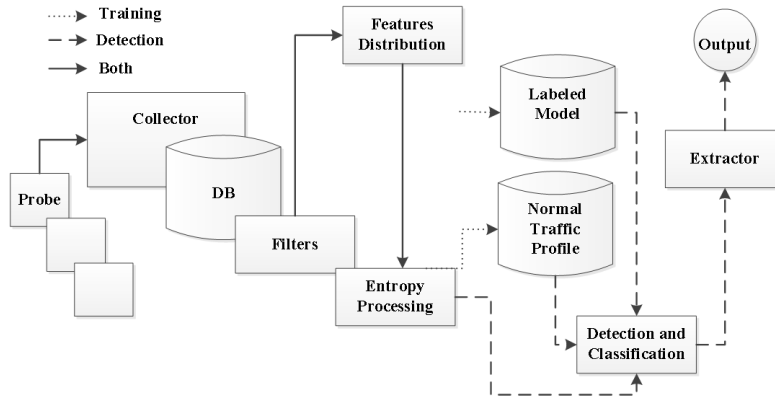 Training
Detection
Both
Features
Distribution
Output
Collector
Labeled
Model
Extractor
Probe
DB
Normal
Traffic
Profile
Filters
Entropy
Processing
Detection and
Classification